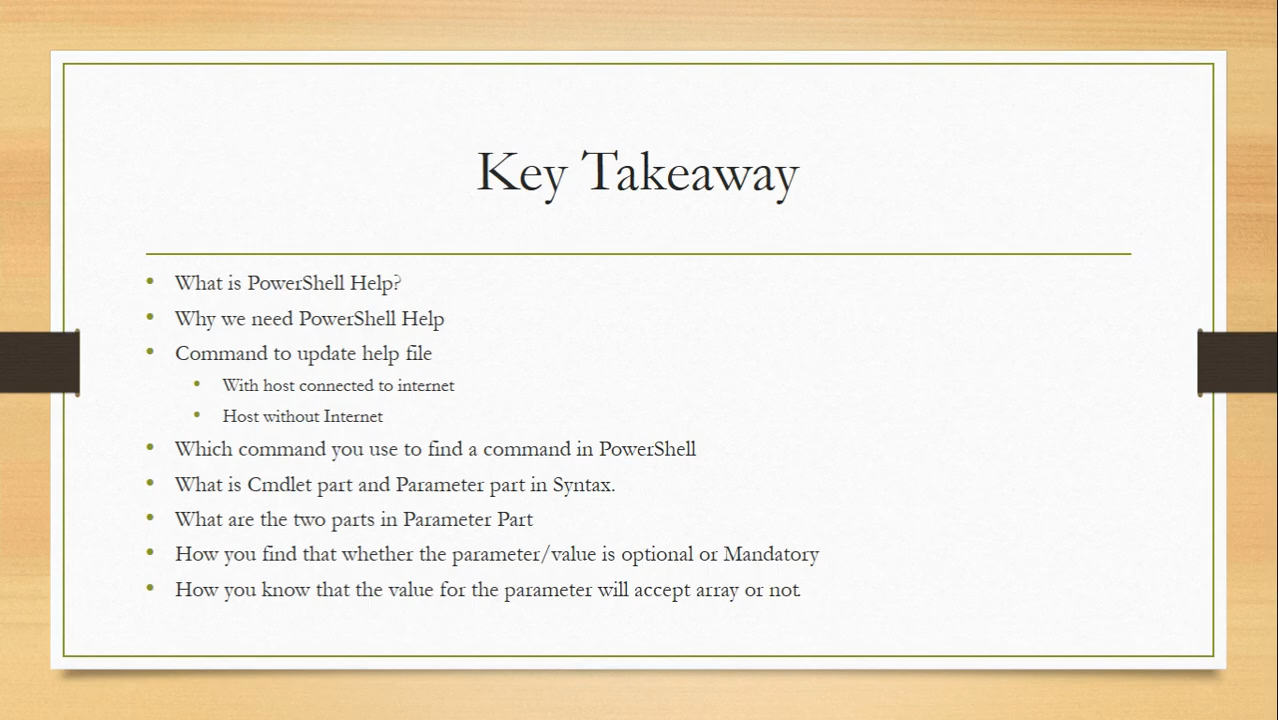 Key Takeaway
• What is PowerShell Help?
• Why we need PowerShell Help
• Command to update help file
• With host connected to internet
• Host without Internet
• Which command you use to find a command in PowerShell
• What is Cmdlet part and Parameter part in Syntax.
• What are the two parts in Parameter Part
• How you find that whether the parameter/value is optional or Mandatory
• How you know that the value for the parameter will accept array or not.